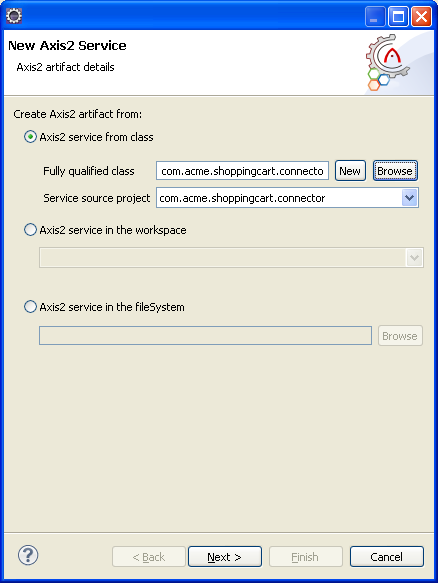 New Axis2 Service
Axis2 artifact details
Create Axis2 artifact from:
Axis2 service from class
Fully qualified class com.acme.shoppingcart.connecto New Browse
Service source project com.acme.shoppingcart.connector
Axis2 service in the workspace
Axis2 service in the fileSystem
Browse
? < Back Next > Finish Cancel